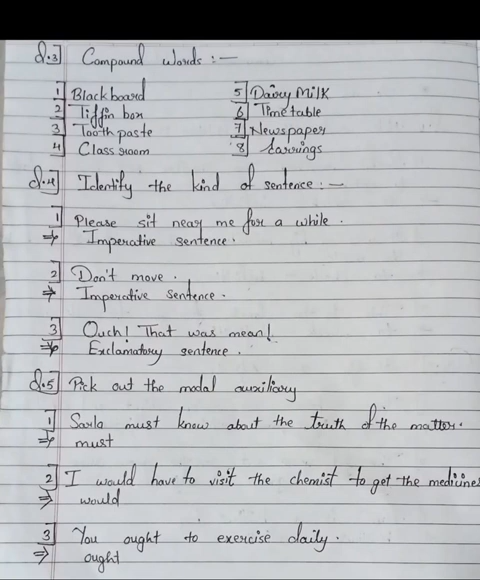 Q.3] Compound words :-
1] Blackboard
2] Tiffin box
3] Toothpaste
4] Classroom
5] Dairy Milk
6] Time table
7] Newspaper
8] Earrings
Q.4] Identify the kind of sentence :-
1] Please sit near me for a while.
⇒ Imperative sentence.
2] Don't move.
⇒ Imperative sentence.
3] Ouch! That was mean!
⇒ Exclamatory sentence.
Q.5] Pick out the modal auxiliary
1] Sarla must know about the truth of the matter.
⇒ must
2] I would have to visit the chemist to get the medicines
⇒ would
3] You ought to exercise daily.
⇒ ought